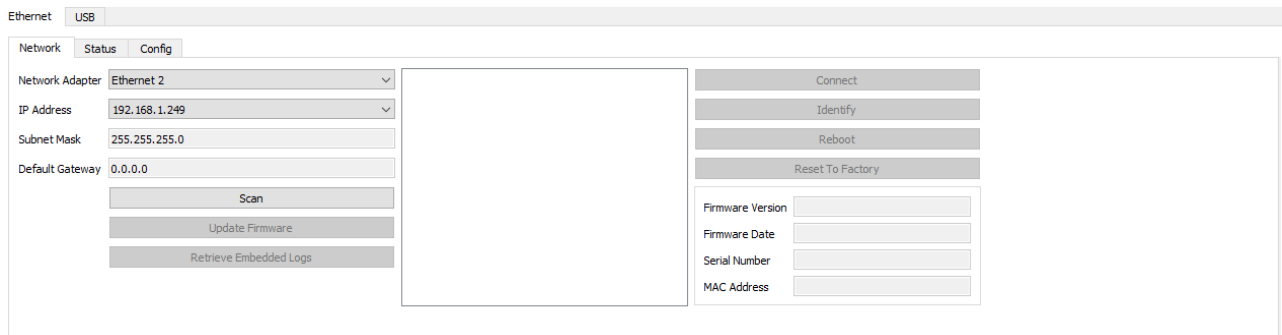 Ethernet USB
Network Status Config
Network Adapter Ethernet 2
IP Address 192.168.1.249
Subnet Mask 255.255.255.0
Default Gateway 0.0.0.0
Scan
Update Firmware
Retrieve Embedded Logs
Connect
Identify
Reboot
Reset To Factory
Firmware Version
Firmware Date
Serial Number
MAC Address